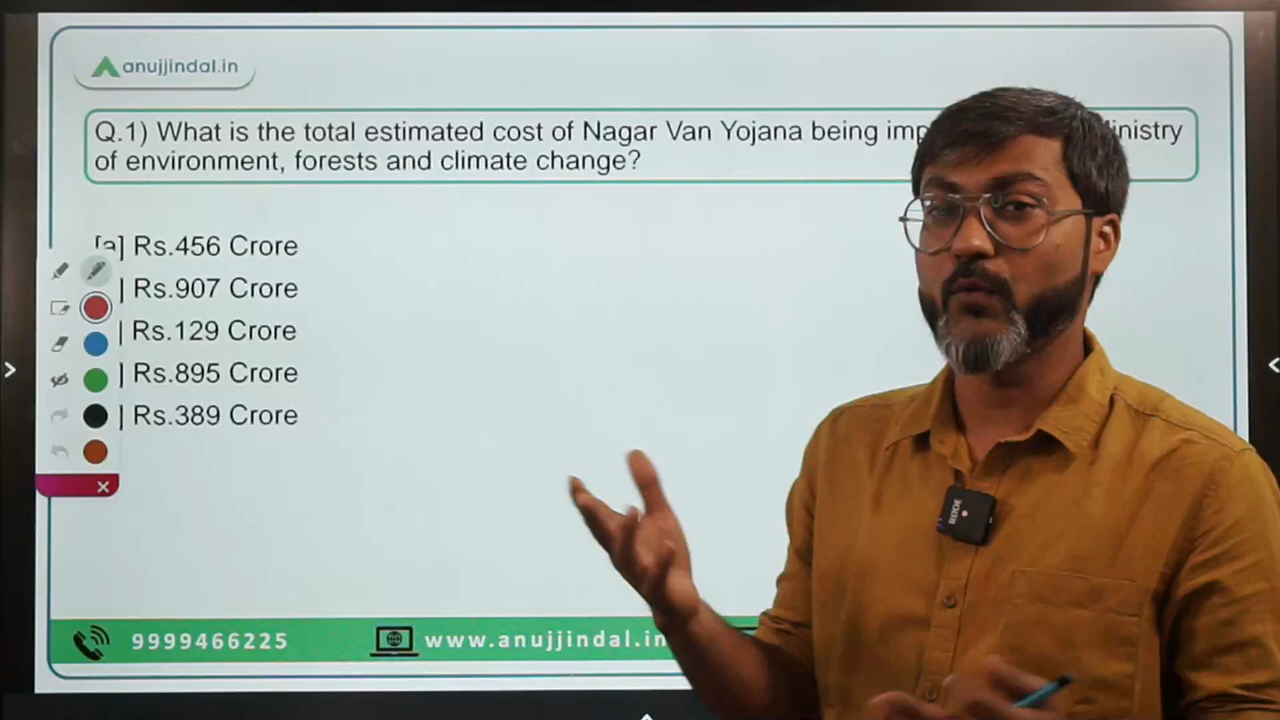 anujjindal.in
Q.1) What is the total estimated cost of Nagar Van Yojana being
of environment, forests and climate change?
[a] Rs.456 Crore
] Rs.907 Crore
] Rs.129 Crore
] Rs.895 Crore
] Rs.389 Crore
RODE
9999466225 www.anujjindal.in